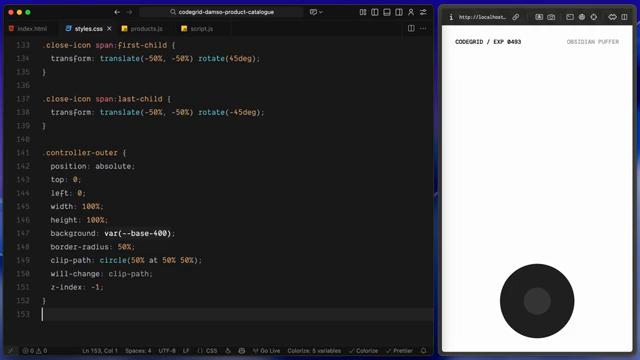 codegrid-damso-product-catalogue
index.html
styles.css
products.js
script.js
133 .close-icon span:first-child {
134 transform: translate(-50%, -50%) rotate(45deg);
135 }
136
137 .close-icon span:last-child {
138 transform: translate(-50%, -50%) rotate(-45deg);
139 }
140
141 .controller-outer {
142 position: absolute;
143 top: 0;
144 left: 0;
145 width: 100%;
146 height: 100%;
147 background: var(--base-400);
148 border-radius: 50%;
149 clip-path: circle(50% at 50% 50%);
150 will-change: clip-path;
151 z-index: -1;
152 }
153
0 0 Ln 153, Col 1 Spaces: 4 UTF-8 LF {} CSS Go Live Colorize: 5 variables Colorize Prettier
http://localhost...
CODEGRID / EXP 0493
OBSIDIAN PUFFER